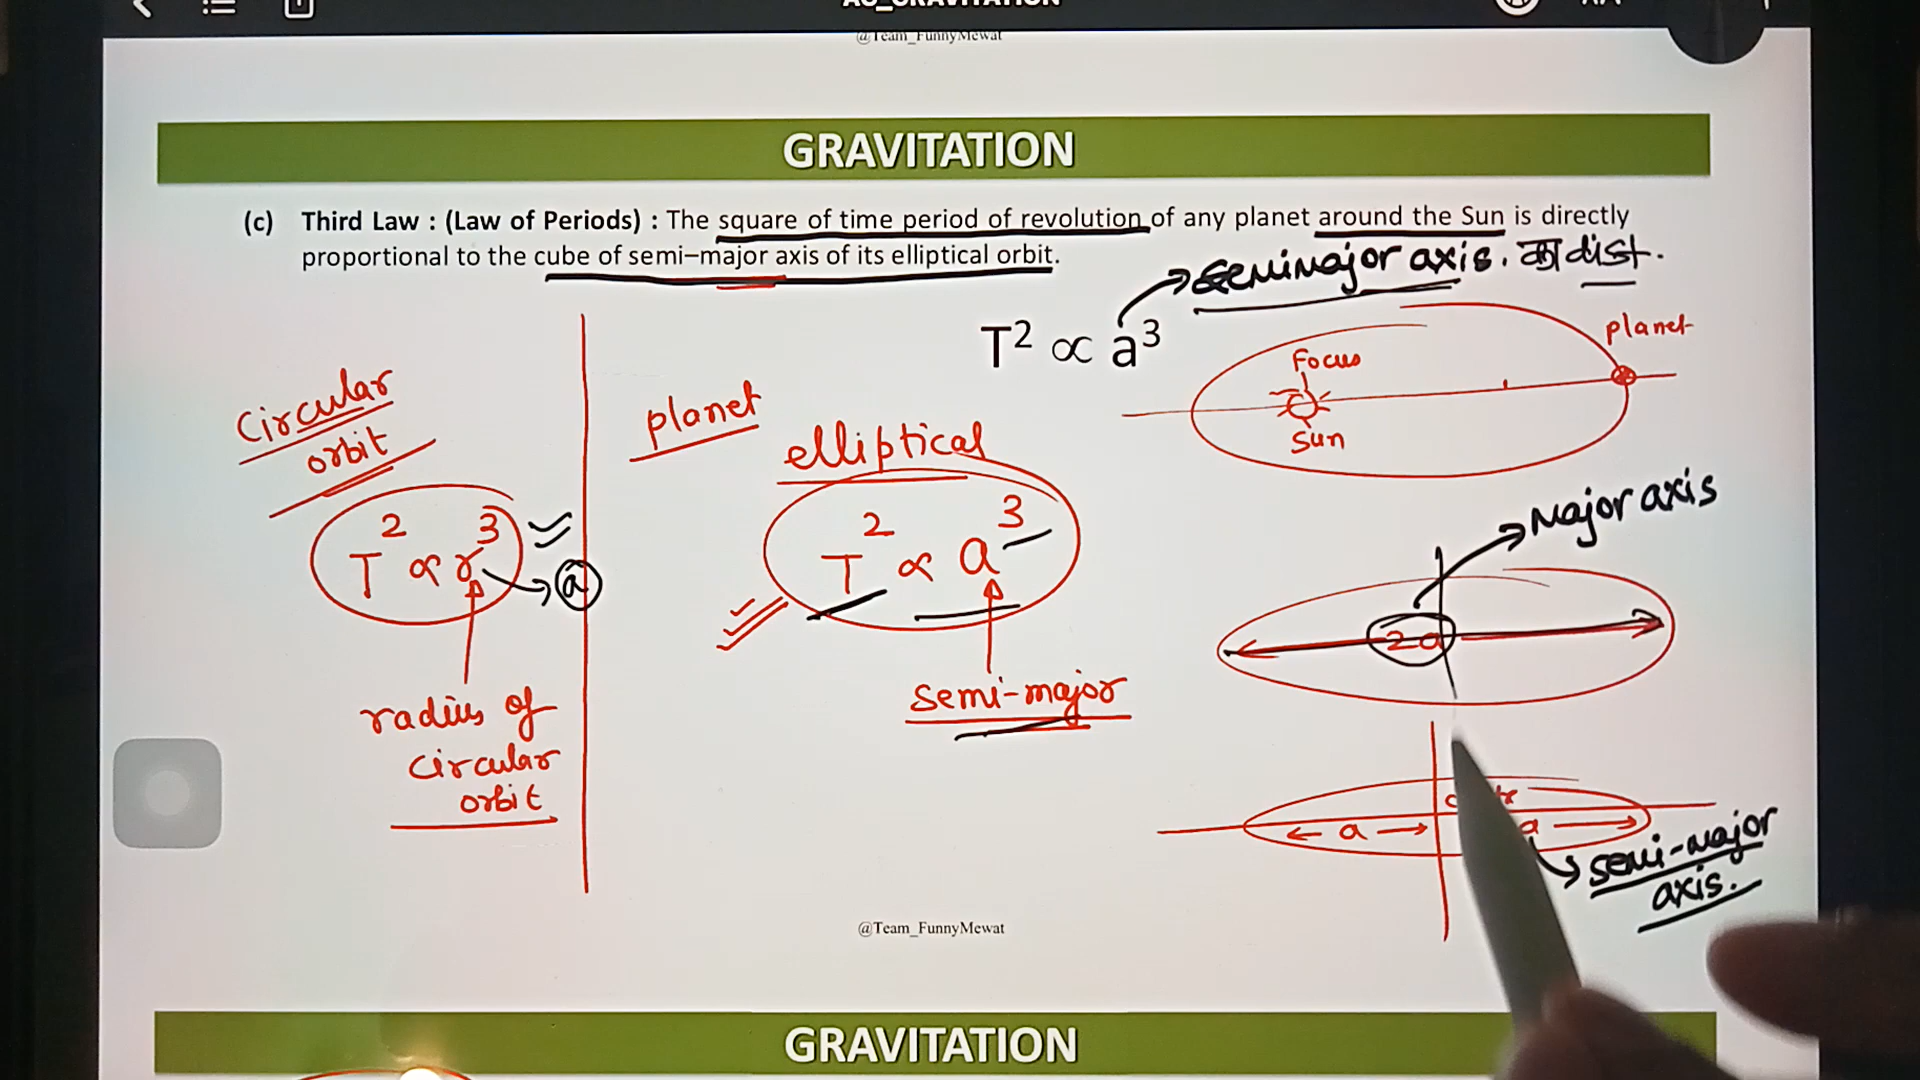 @Team_FunnyMewat
GRAVITATION
(c) Third Law : (Law of Periods) : The square of time period of revolution of any planet around the Sun is directly
proportional to the cube of semi–major axis of its elliptical orbit.
semimajor axis. का dist.
T² ∝ a³
planet
Focus
Sun
Circular
orbit
planet
elliptical
T² ∝ r³
a
T² ∝ a³
Major axis
2a
radius of
circular
orbit
semi-major
a
a
semi-major
axis.
@Team_FunnyMewat
GRAVITATION